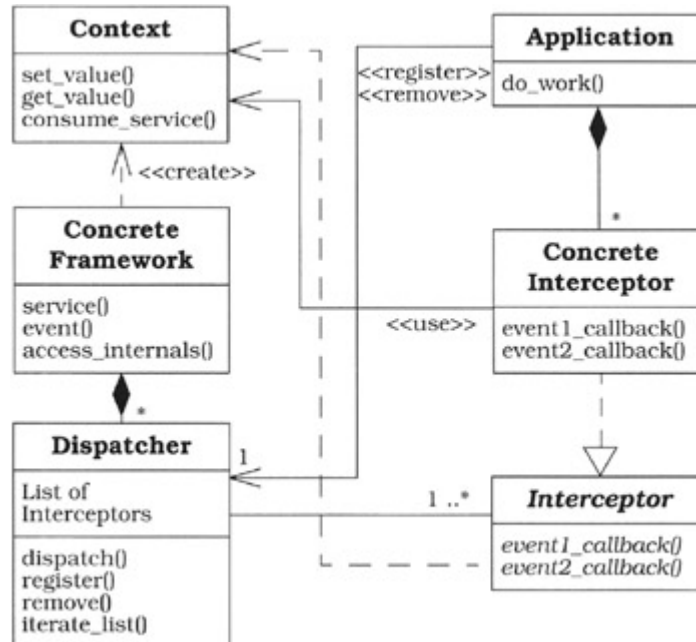 Context
set_value()
get_value()
consume_service()
<<create>>
Concrete
Framework
service()
event()
access_internals()
*
Dispatcher
List of
Interceptors
dispatch()
register()
remove()
iterate_list()
Application
do_work()
<<register>>
<<remove>>
*
Concrete
Interceptor
event1_callback()
event2_callback()
<<use>>
1
1 ..*
Interceptor
event1_callback()
event2_callback()